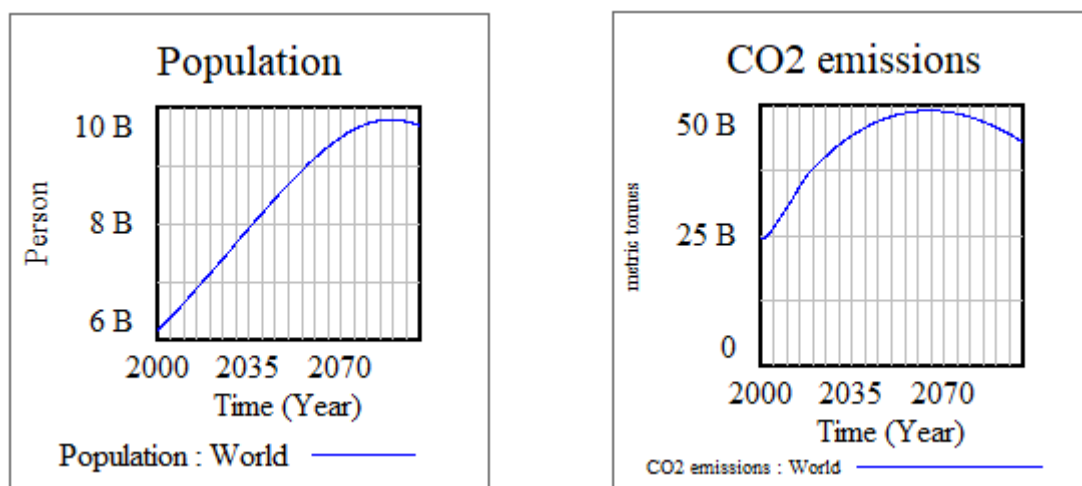 Population
10 B
8 B
6 B
Person
2000 2035 2070
Time (Year)
Population : World
CO2 emissions
50 B
25 B
0
metric tonnes
2000 2035 2070
Time (Year)
CO2 emissions : World